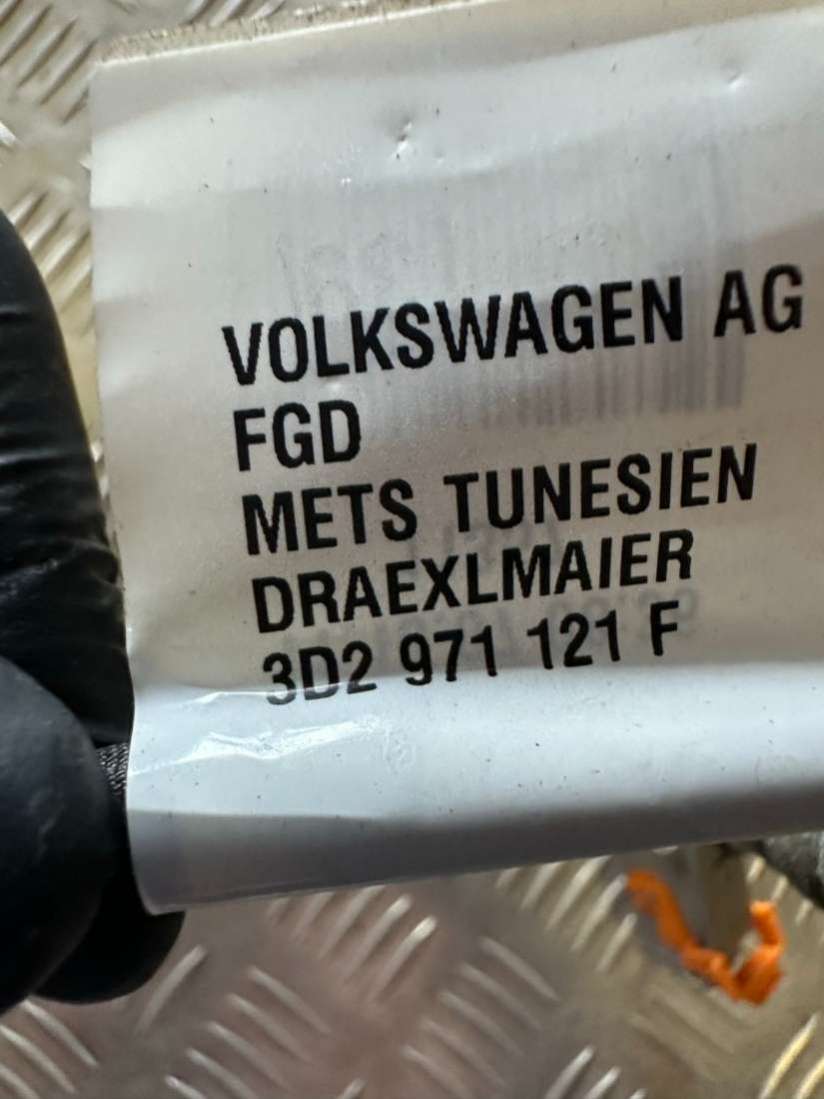 VOLKSWAGEN AG
FGD
METS TUNESIEN
DRAEXLMAIER
3D2 971 121 F